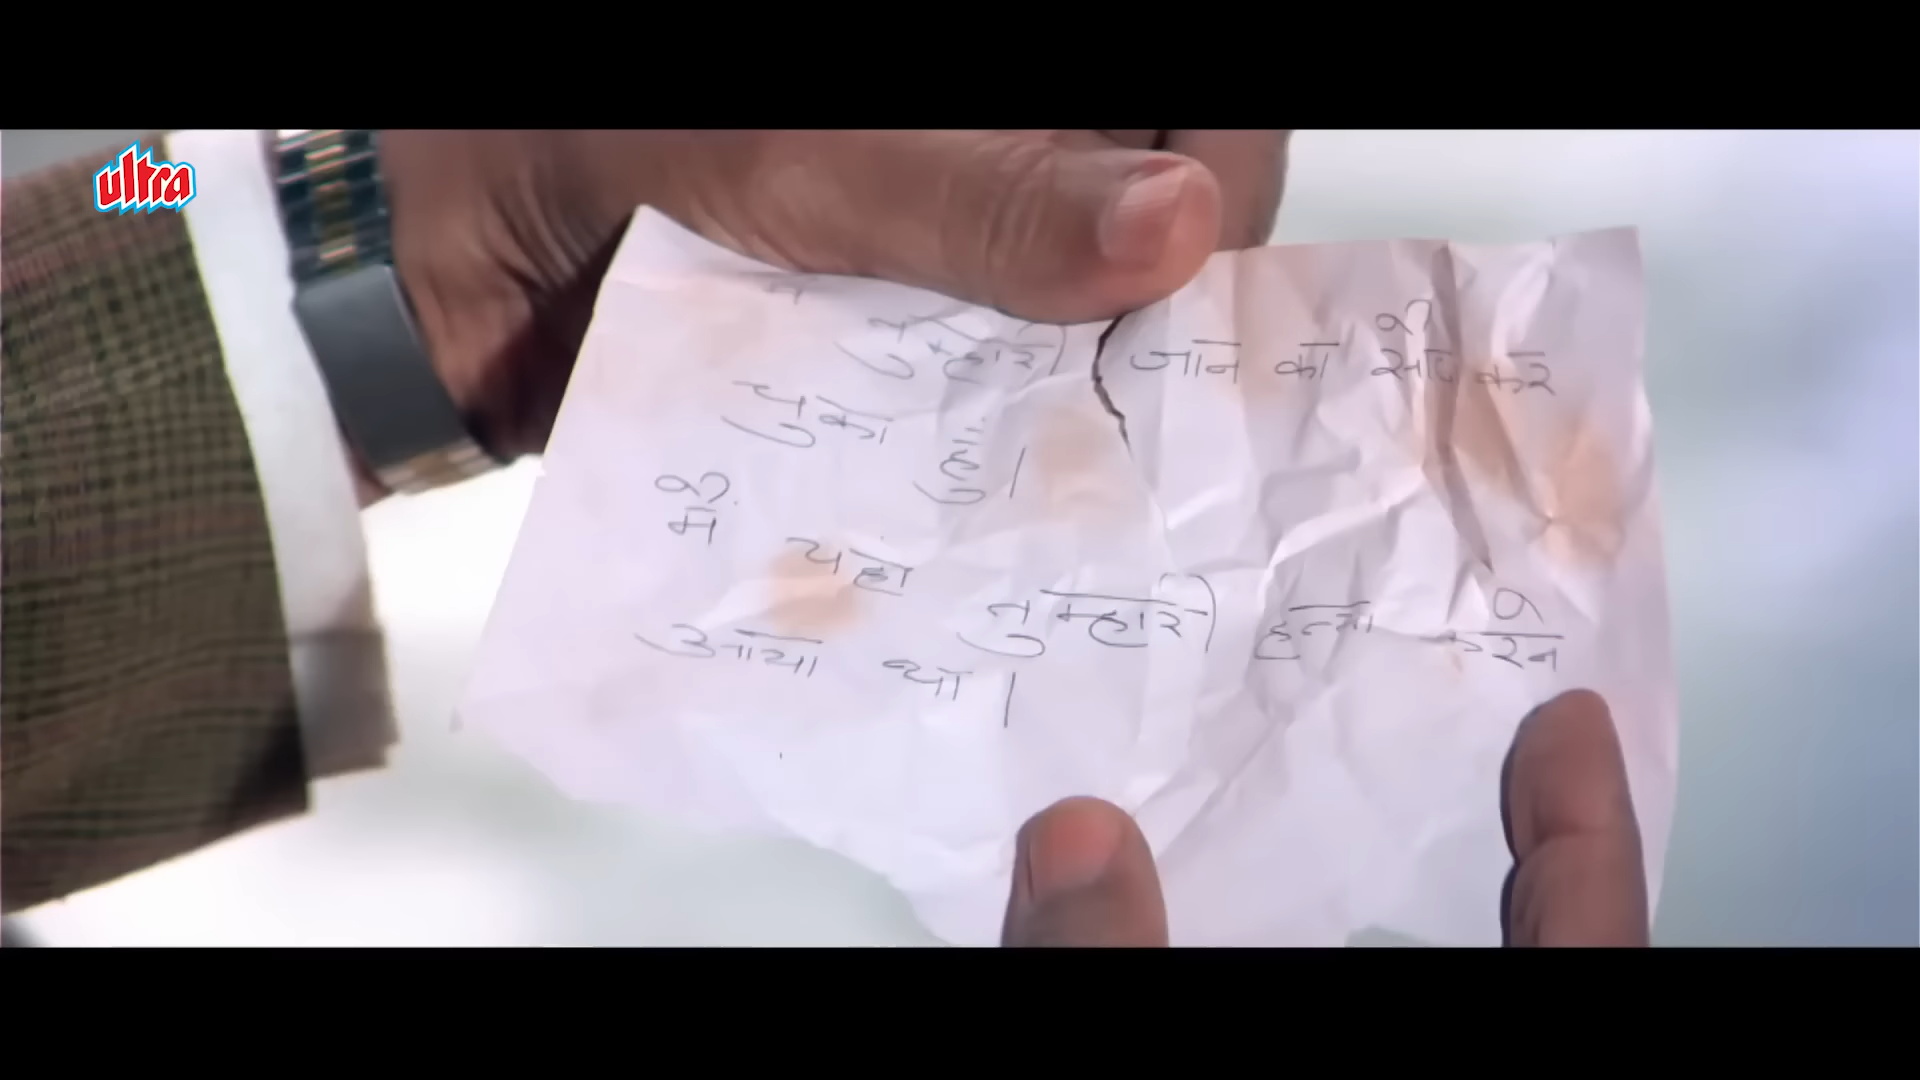 ultra
तुम्हारी जान का सौदा कर
चुका हूं।
मैं यहां तुम्हारी हत्या करने
आया था।